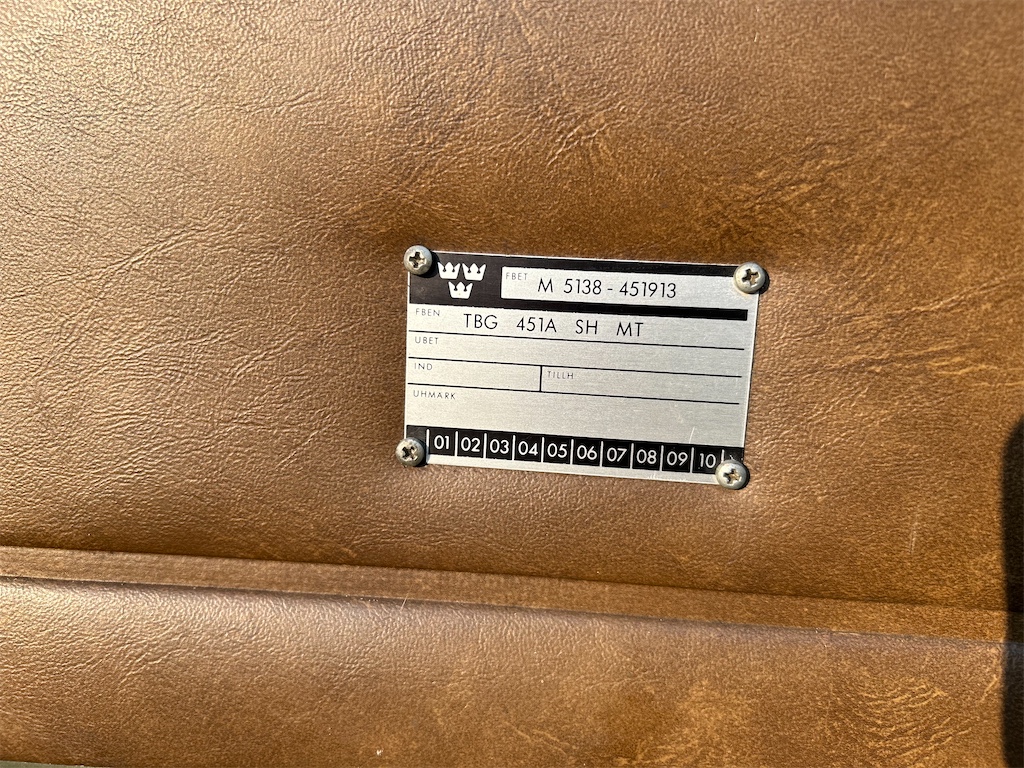 FBET M 5138 - 451913
FBEN TBG 451A SH MT
UBET
IND TILLH
UHMARK
01 02 03 04 05 06 07 08 09 10